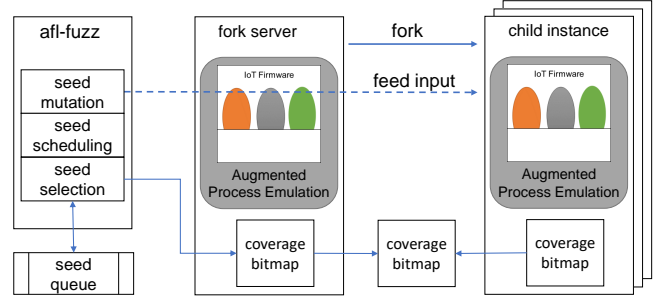 afl-fuzz
seed
mutation
seed
scheduling
seed
selection
seed
queue
fork server
IoT Firmware
Augmented
Process Emulation
coverage
bitmap
fork
feed input
coverage
bitmap
child instance
IoT Firmware
Augmented
Process Emulation
coverage
bitmap